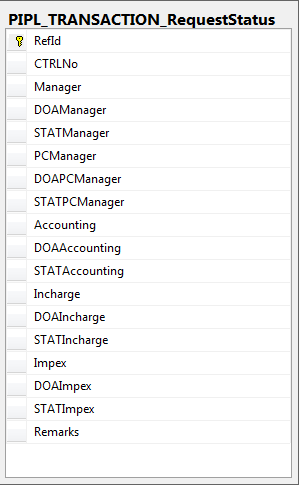 PIPL_TRANSACTION_RequestStatus
RefId
CTRLNo
Manager
DOAManager
STATManager
PCManager
DOAPCManager
STATPCManager
Accounting
DOAAccounting
STATAccounting
Incharge
DOAIncharge
STATIncharge
Impex
DOAImpex
STATImpex
Remarks